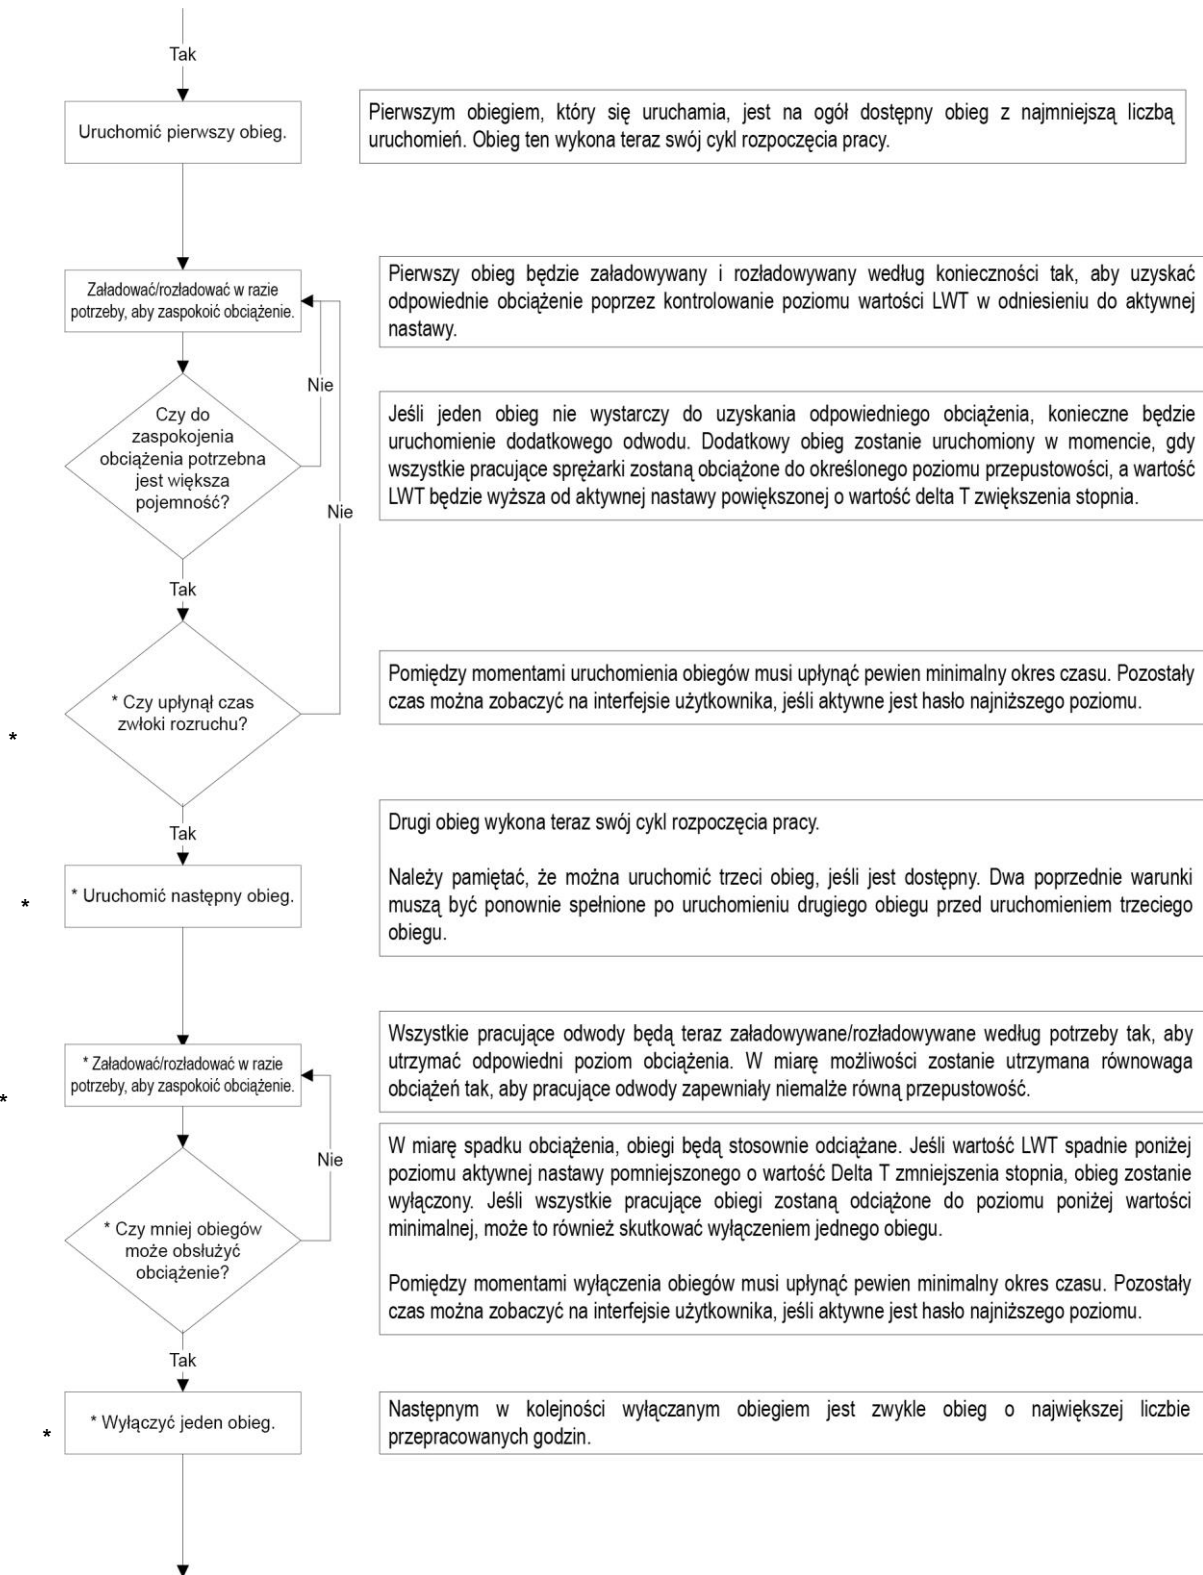 Tak
Uruchomić pierwszy obieg.
Pierwszym obiegiem, który się uruchamia, jest na ogół dostępny obieg z najmniejszą liczbą
uruchomień. Obieg ten wykona teraz swój cykl rozpoczęcia pracy.
Załadować/rozładować w razie
potrzeby, aby zaspokoić obciążenie.
Pierwszy obieg będzie załadowywany i rozładowywany według konieczności tak, aby uzyskać
odpowiednie obciążenie poprzez kontrolowanie poziomu wartości LWT w odniesieniu do aktywnej
nastawy.
Nie
Czy do
zaspokojenia
obciążenia potrzebna
jest większa
pojemność?
Jeśli jeden obieg nie wystarczy do uzyskania odpowiedniego obciążenia, konieczne będzie
uruchomienie dodatkowego odwodu. Dodatkowy obieg zostanie uruchomiony w momencie, gdy
wszystkie pracujące sprężarki zostaną obciążone do określonego poziomu przepustowości, a wartość
LWT będzie wyższa od aktywnej nastawy powiększonej o wartość delta T zwiększenia stopnia.
Nie
Tak
* Czy upłynął czas
zwłoki rozruchu?
*
Pomiędzy momentami uruchomienia obiegów musi upłynąć pewien minimalny okres czasu. Pozostały
czas można zobaczyć na interfejsie użytkownika, jeśli aktywne jest hasło najniższego poziomu.
Tak
* Uruchomić następny obieg.
*
Drugi obieg wykona teraz swój cykl rozpoczęcia pracy.
Należy pamiętać, że można uruchomić trzeci obieg, jeśli jest dostępny. Dwa poprzednie warunki
muszą być ponownie spełnione po uruchomieniu drugiego obiegu przed uruchomieniem trzeciego
obiegu.
* Załadować/rozładować w razie
potrzeby, aby zaspokoić obciążenie.
*
Wszystkie pracujące odwody będą teraz załadowywane/rozładowywane według potrzeby tak, aby
utrzymać odpowiedni poziom obciążenia. W miarę możliwości zostanie utrzymana równowaga
obciążeń tak, aby pracujące odwody zapewniały niemalże równą przepustowość.
Nie
* Czy mniej obiegów
może obsłużyć
obciążenie?
W miarę spadku obciążenia, obiegi będą stosownie odciążane. Jeśli wartość LWT spadnie poniżej
poziomu aktywnej nastawy pomniejszonego o wartość Delta T zmniejszenia stopnia, obieg zostanie
wyłączony. Jeśli wszystkie pracujące obiegi zostaną odciążone do poziomu poniżej wartości
minimalnej, może to również skutkować wyłączeniem jednego obiegu.
Pomiędzy momentami wyłączenia obiegów musi upłynąć pewien minimalny okres czasu. Pozostały
czas można zobaczyć na interfejsie użytkownika, jeśli aktywne jest hasło najniższego poziomu.
Tak
* Wyłączyć jeden obieg.
*
Następnym w kolejności wyłączanym obiegiem jest zwykle obieg o największej liczbie
przepracowanych godzin.